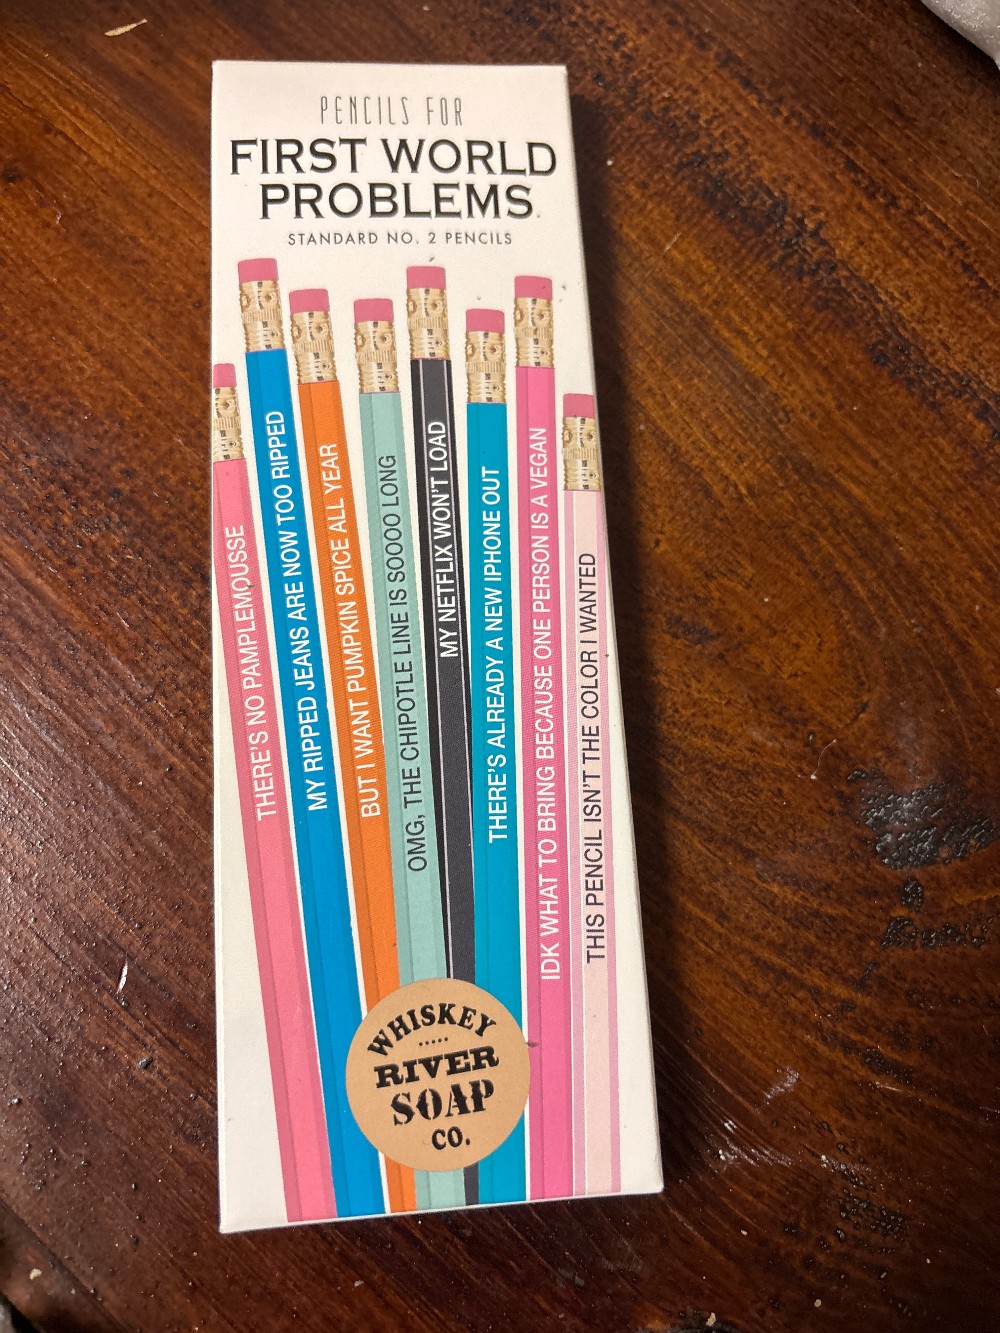 PENCILS FOR
FIRST WORLD
PROBLEMS.
STANDARD NO. 2 PENCILS
THERE'S NO PAMPLEMOUSSE
MY RIPPED JEANS ARE NOW TOO RIPPED
BUT I WANT PUMPKIN SPICE ALL YEAR
OMG, THE CHIPOTLE LINE IS SOOOO LONG
MY NETFLIX WON'T LOAD
THERE'S ALREADY A NEW IPHONE OUT
IDK WHAT TO BRING BECAUSE ONE PERSON IS A VEGAN
THIS PENCIL ISN'T THE COLOR I WANTED
WHISKEY
RIVER
SOAP
CO.